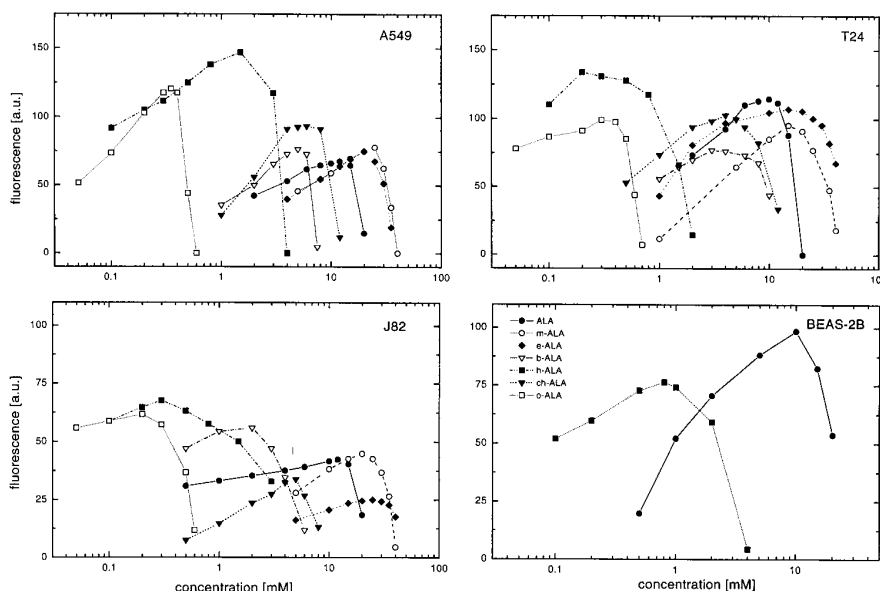 A549
fluorescence [a.u.]
150
100
50
0
0.1
1
10
100
T24
150
100
50
0
0.1
1
10
J82
fluorescence [a.u.]
100
75
50
25
0
0.1
1
10
100
concentration [mM]
BEAS-2B
ALA
m-ALA
e-ALA
b-ALA
h-ALA
ch-ALA
o-ALA
100
75
50
25
0
0.1
1
10
concentration [mM]